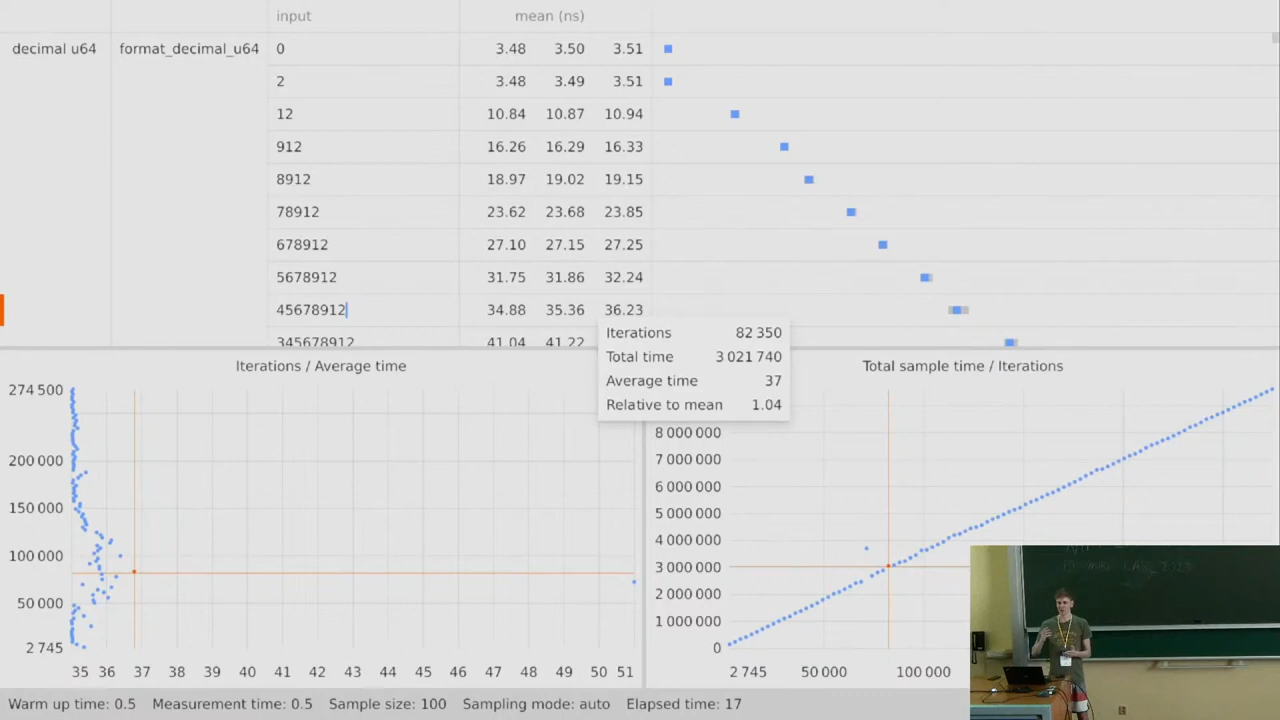 input mean (ns)
decimal u64 format_decimal_u64 0 3.48 3.50 3.51
2 3.48 3.49 3.51
12 10.84 10.87 10.94
912 16.26 16.29 16.33
8912 18.97 19.02 19.15
78912 23.62 23.68 23.85
678912 27.10 27.15 27.25
5678912 31.75 31.86 32.24
45678912 34.88 35.36 36.23
345678912 41.04 41.22
Iterations 82 350
Total time 3 021 740
Average time 37
Relative to mean 1.04
Iterations / Average time
274 500
200 000
150 000
100 000
50 000
2 745
35 36 37 38 39 40 41 42 43 44 45 46 47 48 49 50 51
Total sample time / Iterations
8 000 000
7 000 000
6 000 000
5 000 000
4 000 000
3 000 000
2 000 000
1 000 000
0
2 745 50 000 100 000
Warm up time: 0.5 Measurement time: 0.5 Sample size: 100 Sampling mode: auto Elapsed time: 17